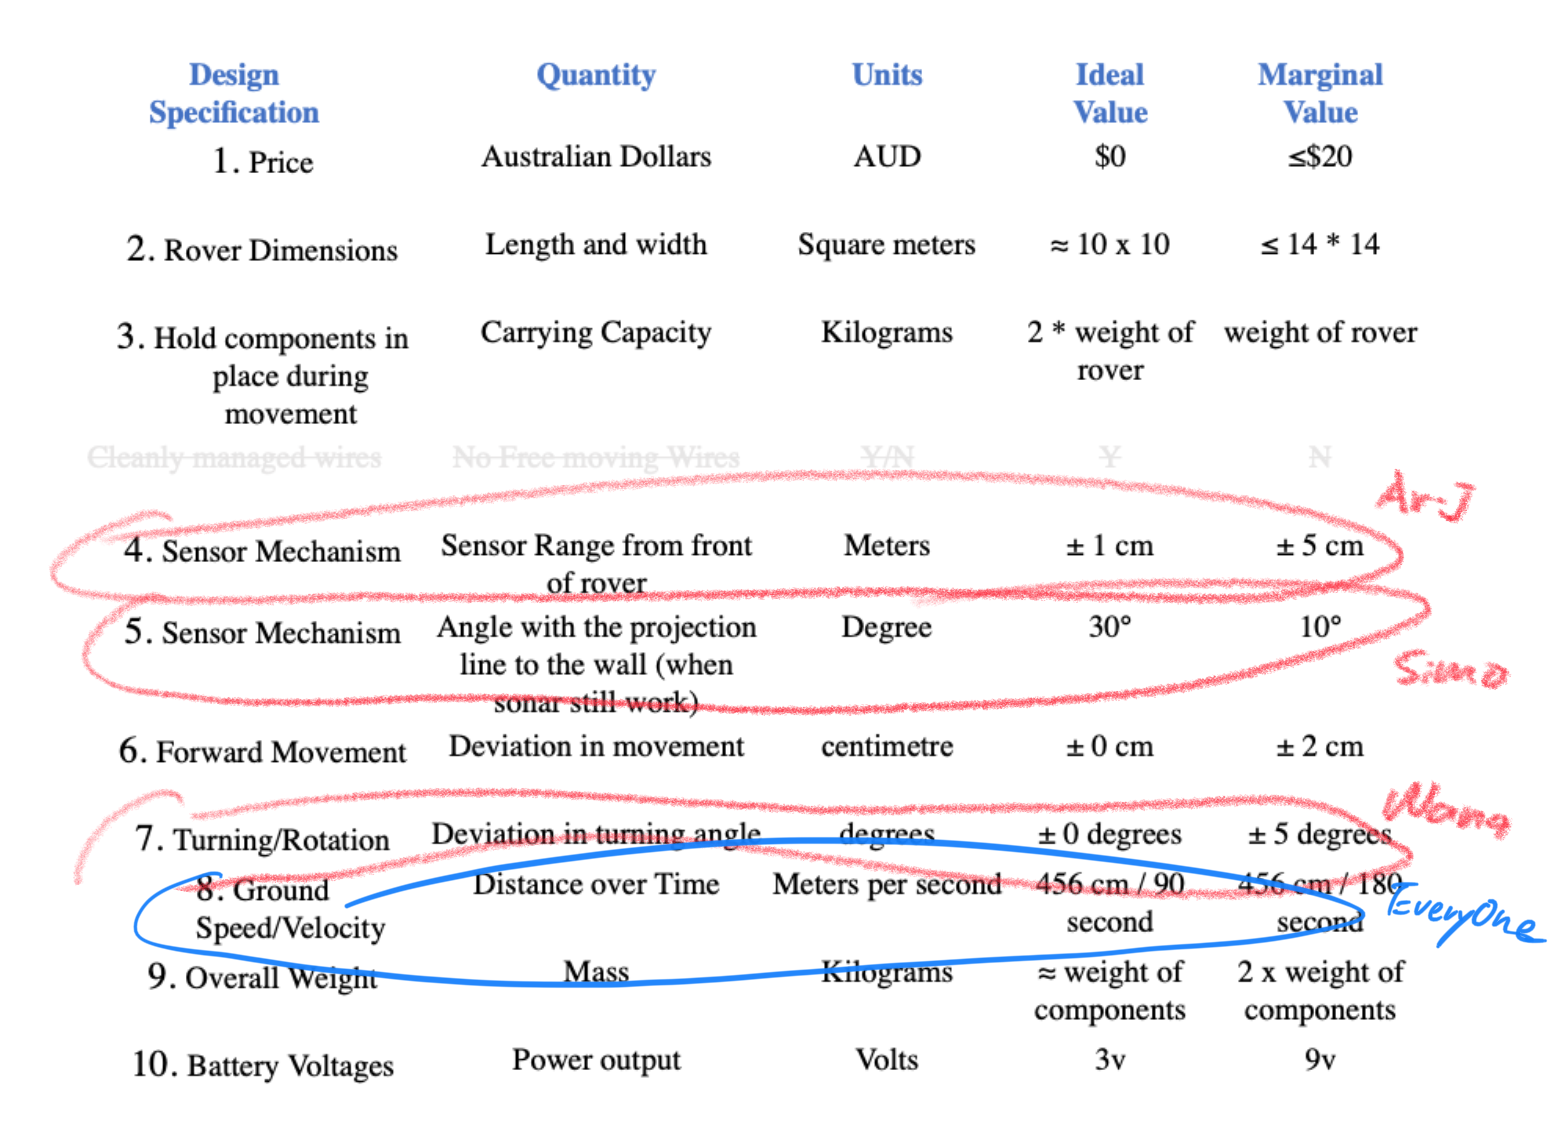 Design Quantity Units Ideal Marginal
Specification Value Value
1. Price Australian Dollars AUD $0 ≤$20
2. Rover Dimensions Length and width Square meters ≈ 10 x 10 ≤ 14 * 14
3. Hold components in Carrying Capacity Kilograms 2 * weight of weight of rover
place during rover
movement
Cleanly managed wires No Free moving Wires Y/N Y N
Ar-J
4. Sensor Mechanism Sensor Range from front Meters ± 1 cm ± 5 cm
of rover
5. Sensor Mechanism Angle with the projection Degree 30° 10°
line to the wall (when
Simo
sonar still work)
6. Forward Movement Deviation in movement centimetre ± 0 cm ± 2 cm
Wang
7. Turning/Rotation Deviation in turning angle degrees ± 0 degrees ± 5 degrees
8. Ground Distance over Time Meters per second 456 cm / 90 456 cm / 180
EveryOne
Speed/Velocity second second
9. Overall Weight Mass Kilograms ≈ weight of 2 x weight of
components components
10. Battery Voltages Power output Volts 3v 9v